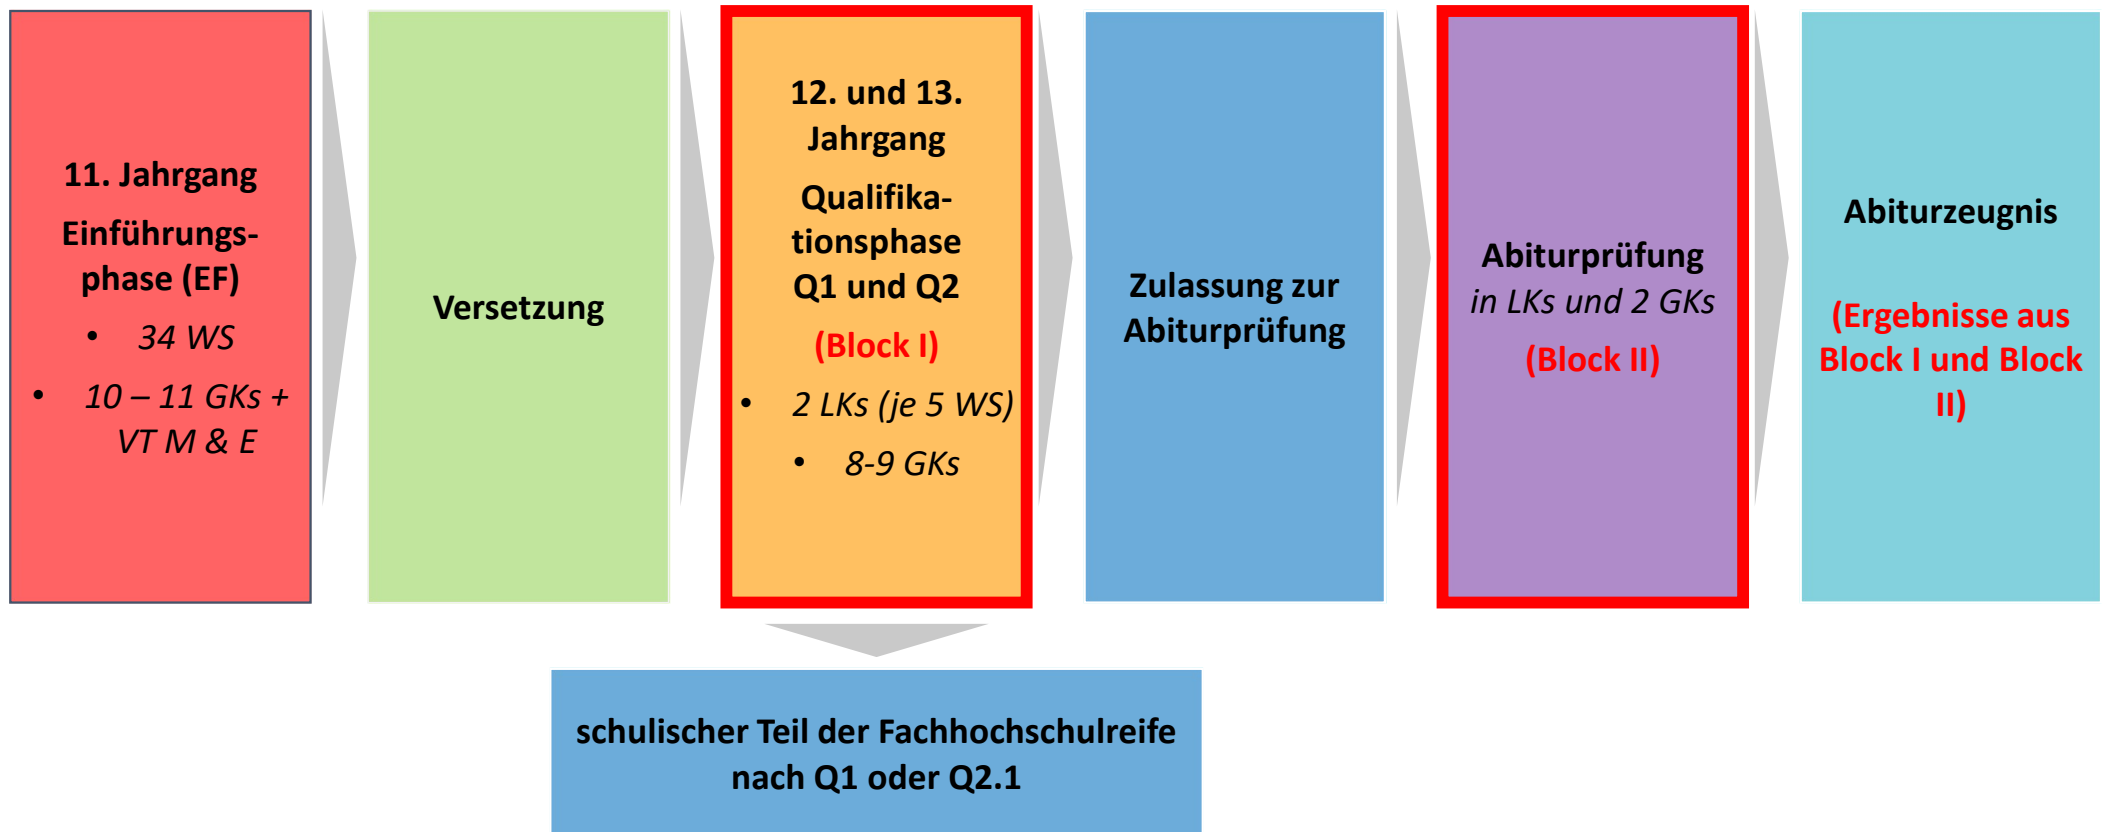 11. Jahrgang
Einführungs-
phase (EF)
• 34 WS
• 10 – 11 GKs +
VT M & E
Versetzung
12. und 13.
Jahrgang
Qualifika-
tionsphase
Q1 und Q2
(Block I)
• 2 LKs (je 5 WS)
• 8-9 GKs
Zulassung zur
Abiturprüfung
Abiturprüfung
in LKs und 2 GKs
(Block II)
Abiturzeugnis
(Ergebnisse aus
Block I und Block
II)
schulischer Teil der Fachhochschulreife
nach Q1 oder Q2.1